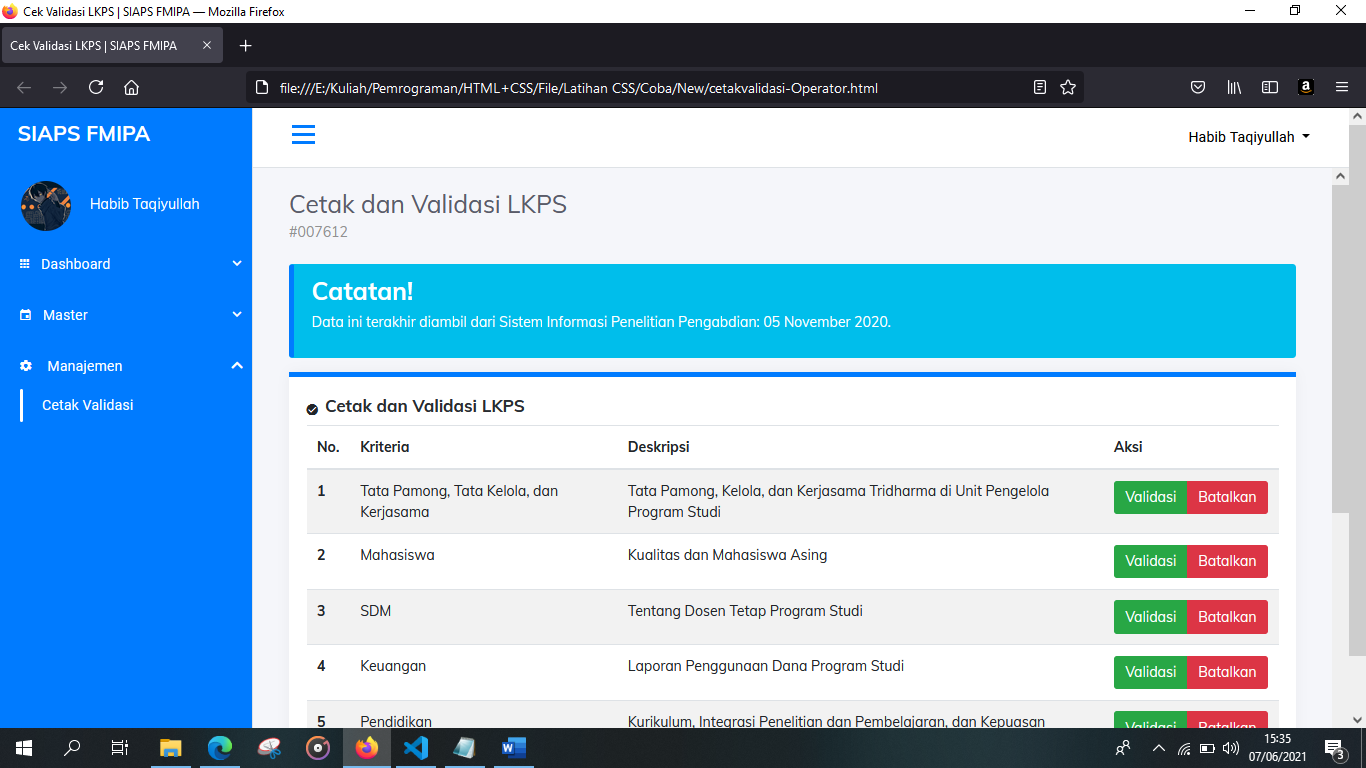 Cek Validasi LKPS | SIAPS FMIPA — Mozilla Firefox
Cek Validasi LKPS | SIAPS FMIPA
file:///E:/Kuliah/Pemrograman/HTML+CSS/File/Latihan CSS/Coba/New/cetakvalidasi-Operator.html
SIAPS FMIPA
Habib Taqiyullah
Habib Taqiyullah
Dashboard
Master
Manajemen
Cetak Validasi
Cetak dan Validasi LKPS
#007612
Catatan!
Data ini terakhir diambil dari Sistem Informasi Penelitian Pengabdian: 05 November 2020.
Cetak dan Validasi LKPS
No. Kriteria Deskripsi Aksi
1 Tata Pamong, Tata Kelola, dan Tata Pamong, Kelola, dan Kerjasama Tridharma di Unit Pengelola Validasi Batalkan
Kerjasama Program Studi
2 Mahasiswa Kualitas dan Mahasiswa Asing Validasi Batalkan
3 SDM Tentang Dosen Tetap Program Studi Validasi Batalkan
4 Keuangan Laporan Penggunaan Dana Program Studi Validasi Batalkan
5 Pendidikan Kurikulum, Integrasi Penelitian dan Pembelajaran, dan Kepuasan Validasi Batalkan
15:35
07/06/2021
3